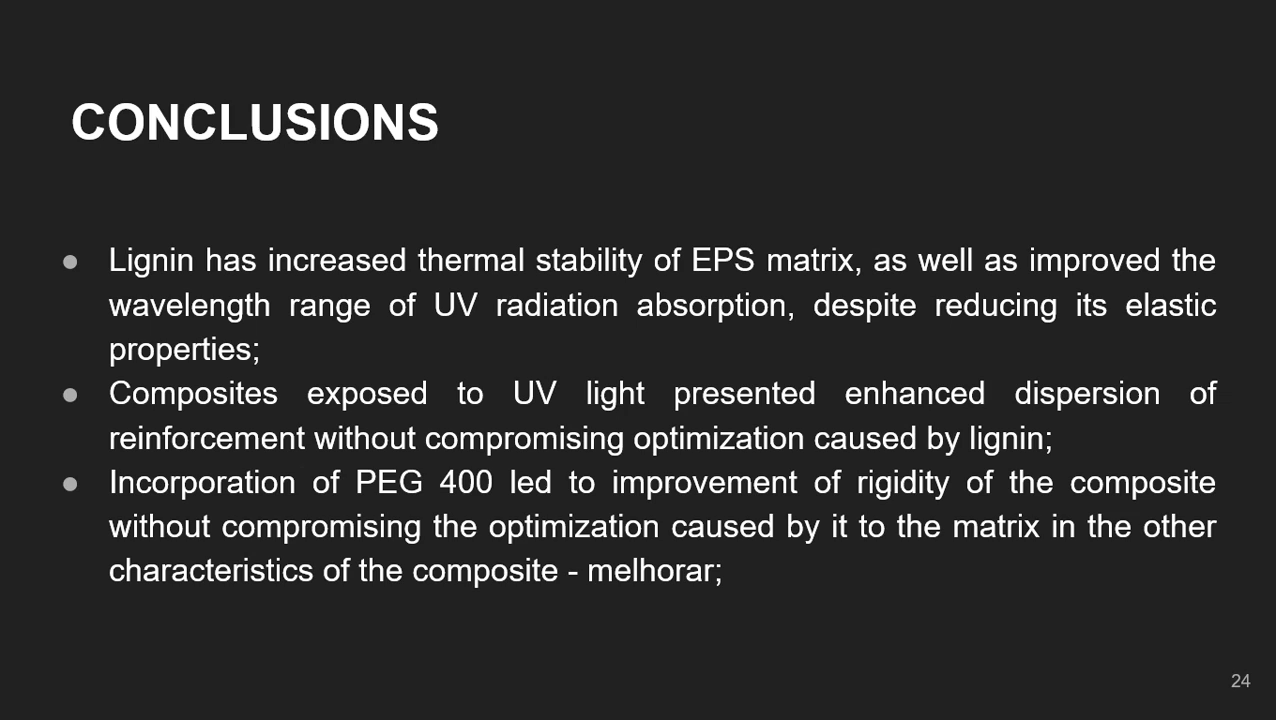 CONCLUSIONS
● Lignin has increased thermal stability of EPS matrix, as well as improved the
wavelength range of UV radiation absorption, despite reducing its elastic
properties;
● Composites exposed to UV light presented enhanced dispersion of
reinforcement without compromising optimization caused by lignin;
● Incorporation of PEG 400 led to improvement of rigidity of the composite
without compromising the optimization caused by it to the matrix in the other
characteristics of the composite - melhorar;
24